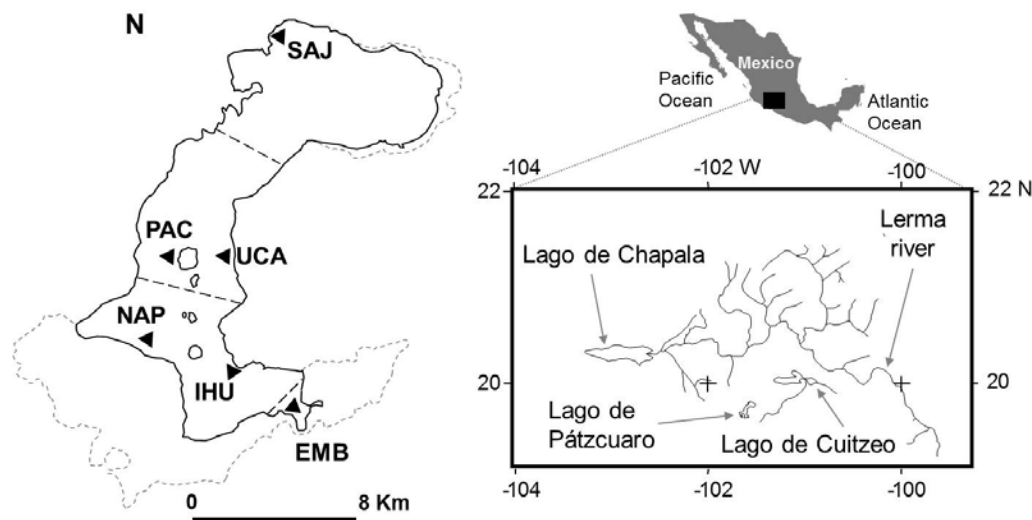 N
SAJ
PAC
UCA
NAP
IHU
EMB
0 8 Km
Mexico
Pacific
Ocean
Atlantic
Ocean
-104 -102 W -100
22 22 N
Lerma
river
Lago de Chapala
20 20
Lago de
Pátzcuaro
Lago de Cuitzeo
-104 -102 -100